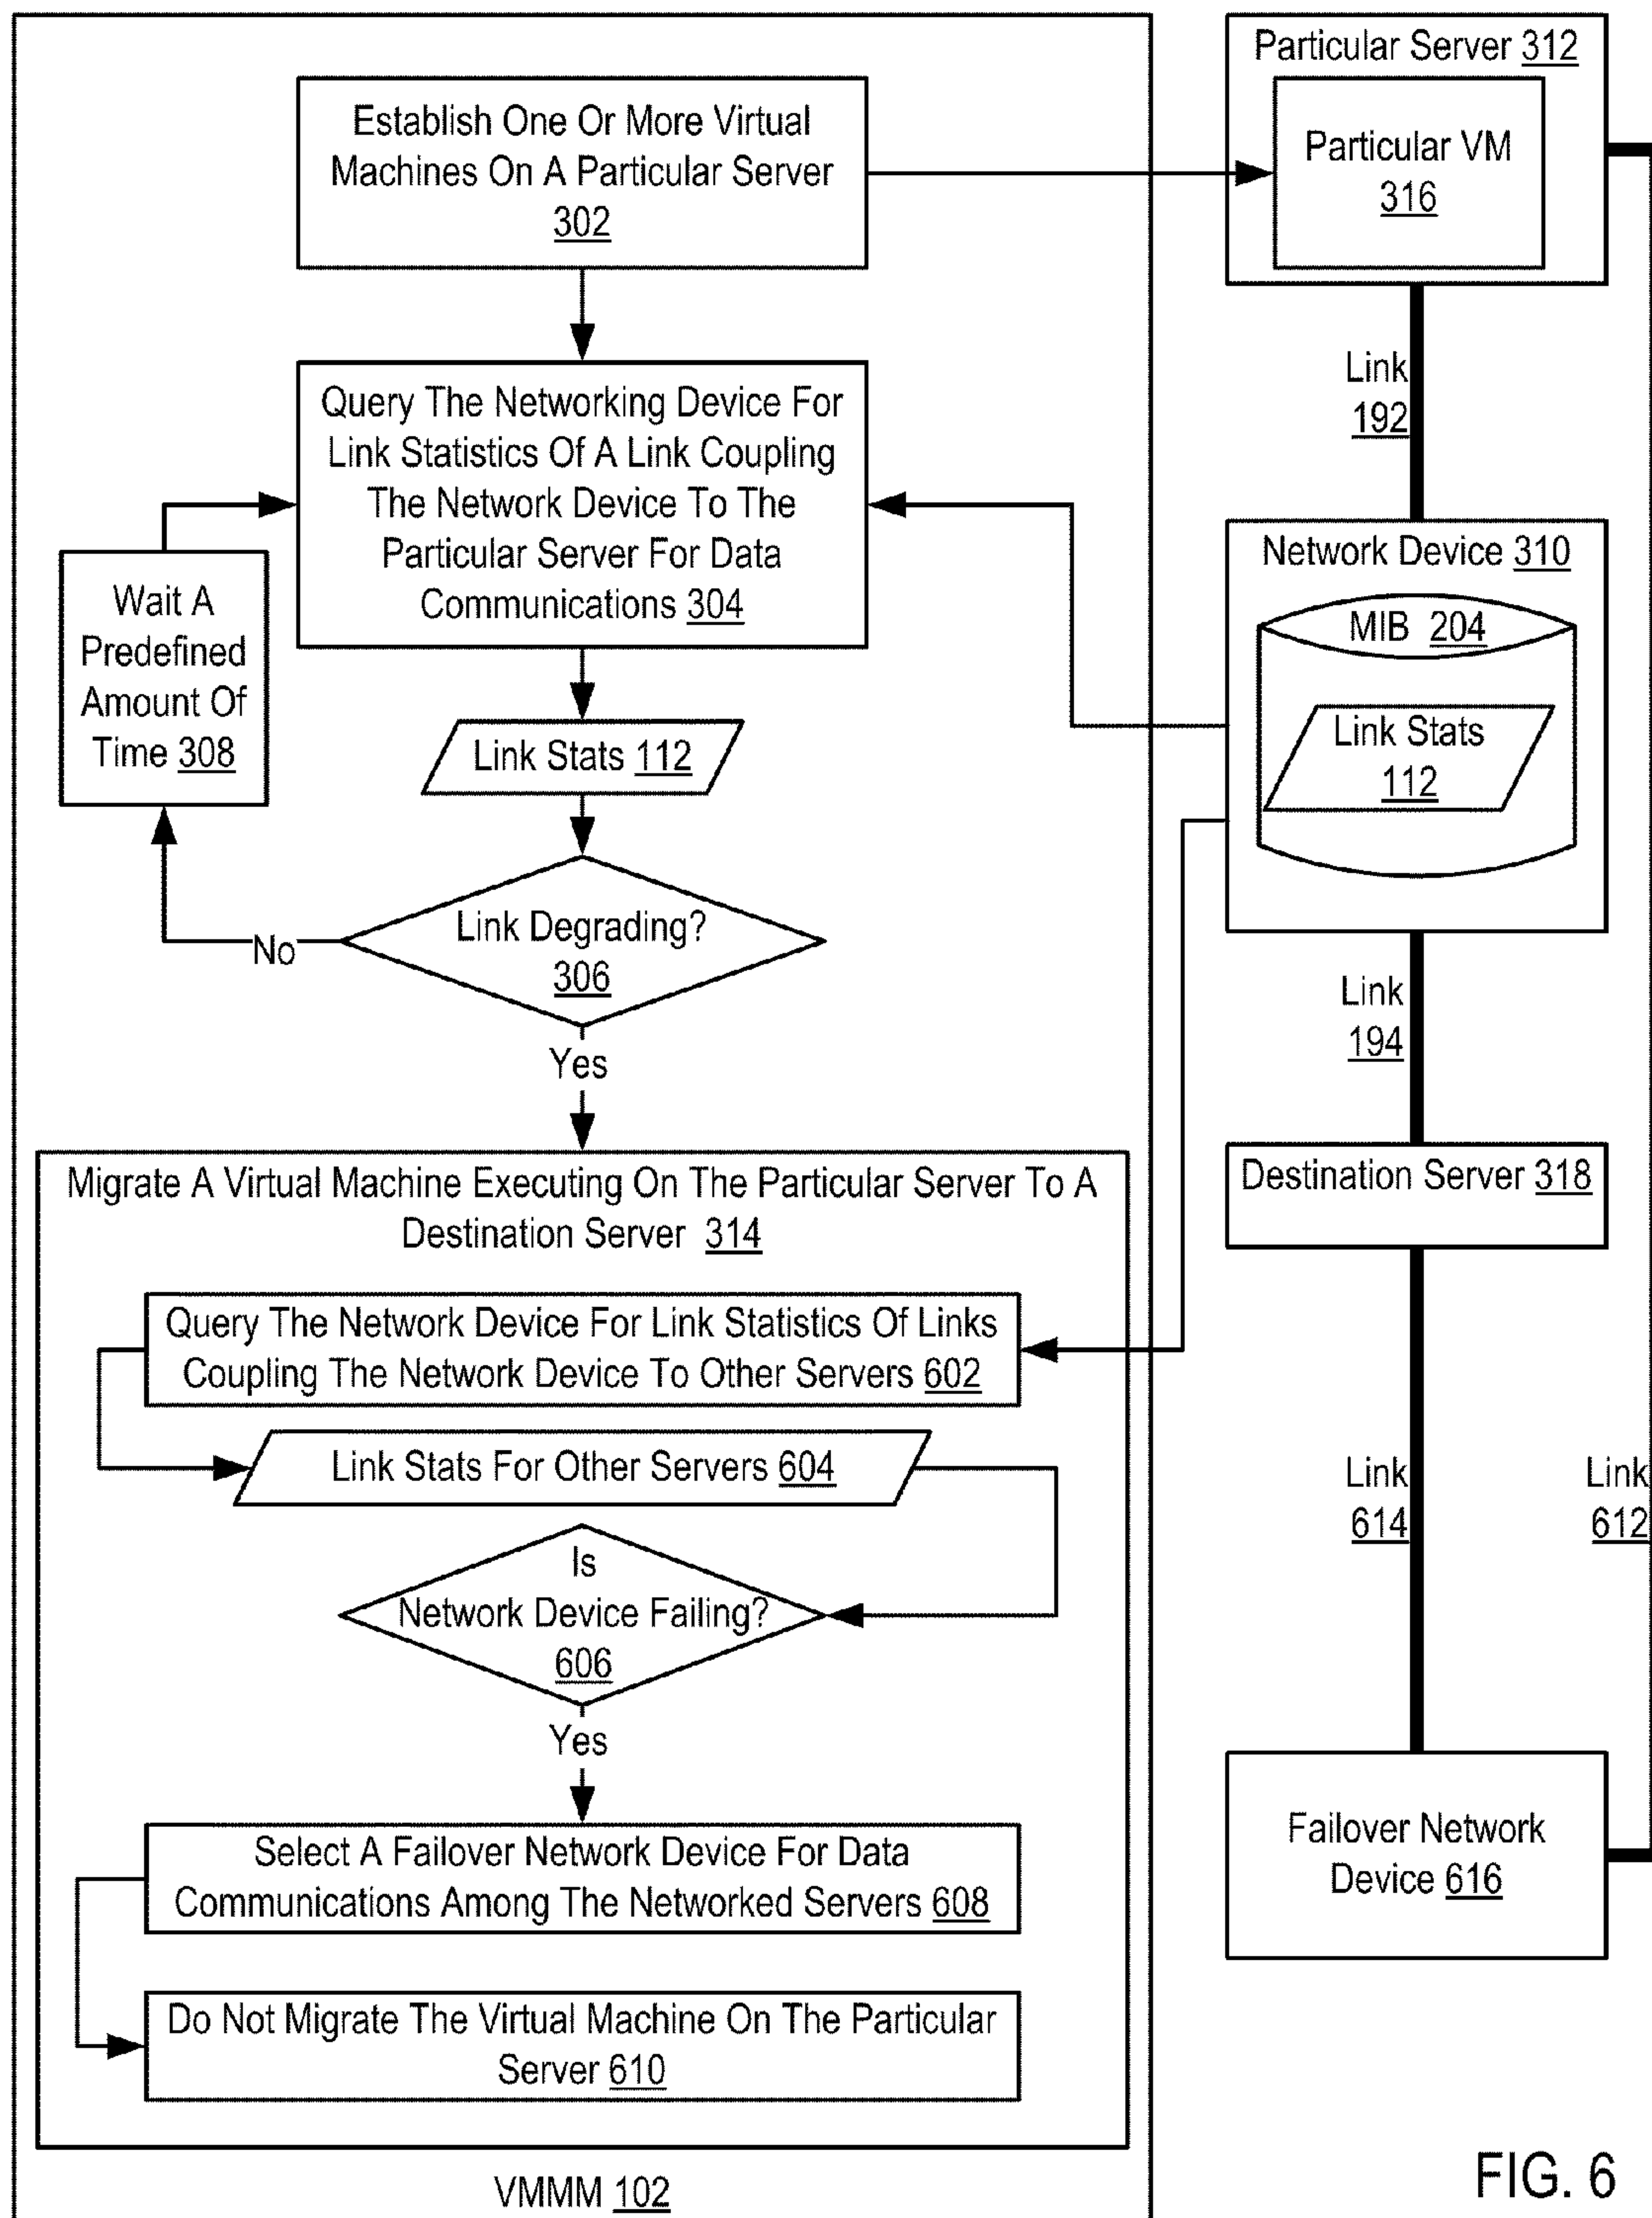 Establish One Or More Virtual
Machines On A Particular Server
302
Query The Networking Device For
Link Statistics Of A Link Coupling
The Network Device To The
Particular Server For Data
Communications 304
Wait A
Predefined
Amount Of
Time 308
Link Stats 112
Link Degrading?
306
No
Yes
Migrate A Virtual Machine Executing On The Particular Server To A
Destination Server 314
Query The Network Device For Link Statistics Of Links
Coupling The Network Device To Other Servers 602
Link Stats For Other Servers 604
Is
Network Device Failing?
606
Yes
Select A Failover Network Device For Data
Communications Among The Networked Servers 608
Do Not Migrate The Virtual Machine On The Particular
Server 610
VMMM 102
Particular Server 312
Particular VM
316
Link
192
Network Device 310
MIB 204
Link Stats
112
Link
194
Destination Server 318
Link
614
Link
612
Failover Network
Device 616
FIG. 6